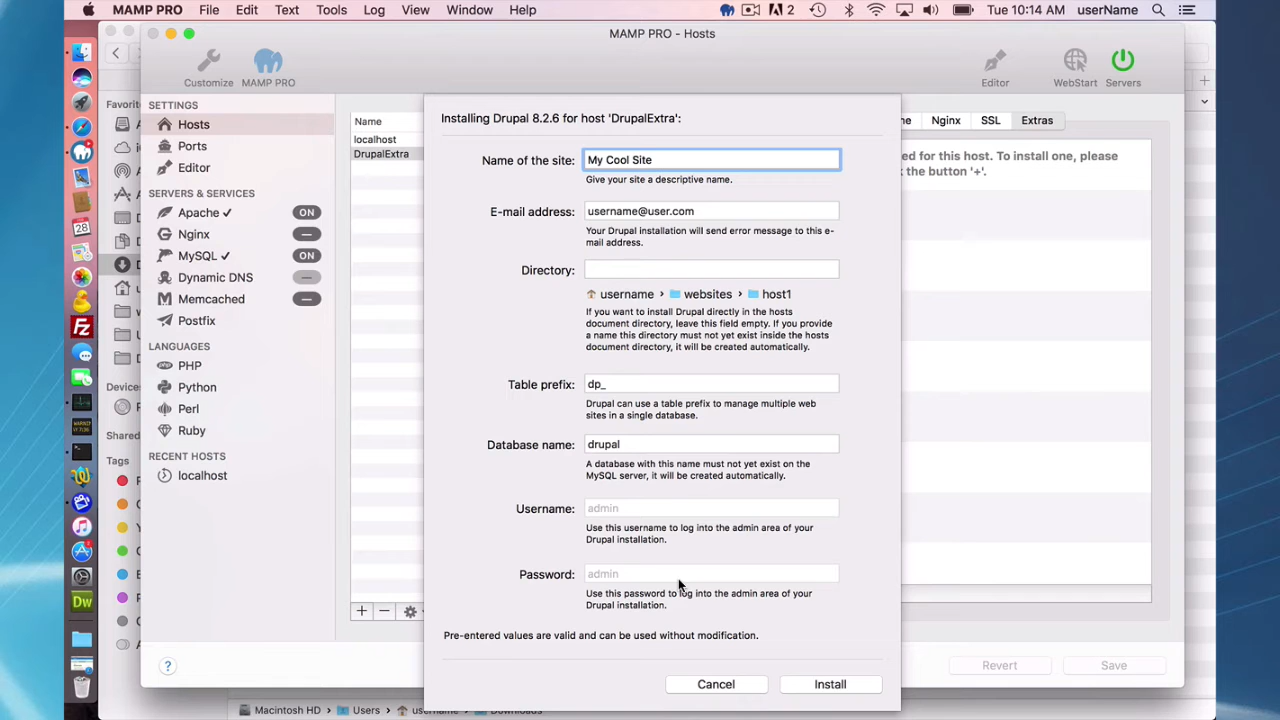 MAMP PRO File Edit Text Tools Log View Window Help
2 Tue 10:14 AM userName
MAMP PRO - Hosts
Customize MAMP PRO Editor WebStart Servers
Favorit
SETTINGS
Hosts
Ports
Editor
SERVERS & SERVICES
Apache ✓ ON
Nginx
MySQL ✓ ON
Dynamic DNS
Memcached
Postfix
LANGUAGES
PHP
Python
Perl
Ruby
RECENT HOSTS
localhost
Devices
Shared
Tags
Name
localhost
DrupalExtra
Nginx SSL Extras
ed for this host. To install one, please
k the button '+'.
Installing Drupal 8.2.6 for host 'DrupalExtra':
Name of the site: My Cool Site
Give your site a descriptive name.
E-mail address: username@user.com
Your Drupal installation will send error message to this e-
mail address.
Directory:
username › websites › host1
If you want to install Drupal directly in the hosts
document directory, leave this field empty. If you provide
a name this directory must not yet exist inside the hosts
document directory, it will be created automatically.
Table prefix: dp_
Drupal can use a table prefix to manage multiple web
sites in a single database.
Database name: drupal
A database with this name must not yet exist on the
MySQL server, it will be created automatically.
Username: admin
Use this username to log into the admin area of your
Drupal installation.
Password: admin
Use this password to log into the admin area of your
Drupal installation.
Pre-entered values are valid and can be used without modification.
Cancel Install
? Revert Save
Macintosh HD › Users › username › Downloads
28
Fz
Dw